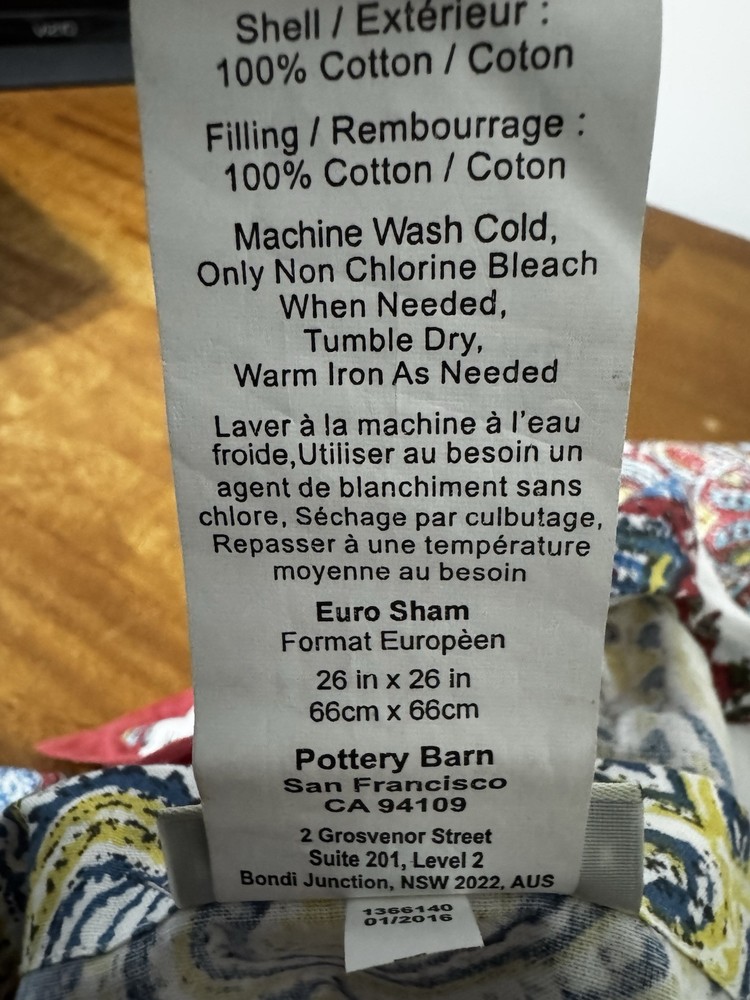 Shell / Extérieur :
100% Cotton / Coton
Filling / Rembourrage :
100% Cotton / Coton
Machine Wash Cold,
Only Non Chlorine Bleach
When Needed,
Tumble Dry,
Warm Iron As Needed
Laver à la machine à l'eau
froide,Utiliser au besoin un
agent de blanchiment sans
chlore, Séchage par culbutage,
Repasser à une température
moyenne au besoin
Euro Sham
Format Europèen
26 in x 26 in
66cm x 66cm
Pottery Barn
San Francisco
CA 94109
2 Grosvenor Street
Suite 201, Level 2
Bondi Junction, NSW 2022, AUS
1366140
01/2016